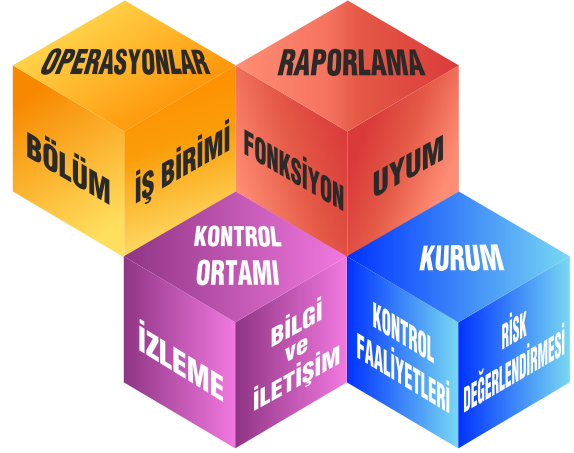 OPERASYONLAR
BÖLÜM
İŞ BİRİMİ
RAPORLAMA
FONKSİYON
UYUM
KONTROL
ORTAMI
İZLEME
BİLGİ
ve
İLETİŞİM
KURUM
KONTROL
FAALİYETLERİ
RİSK
DEĞERLENDİRMESİ